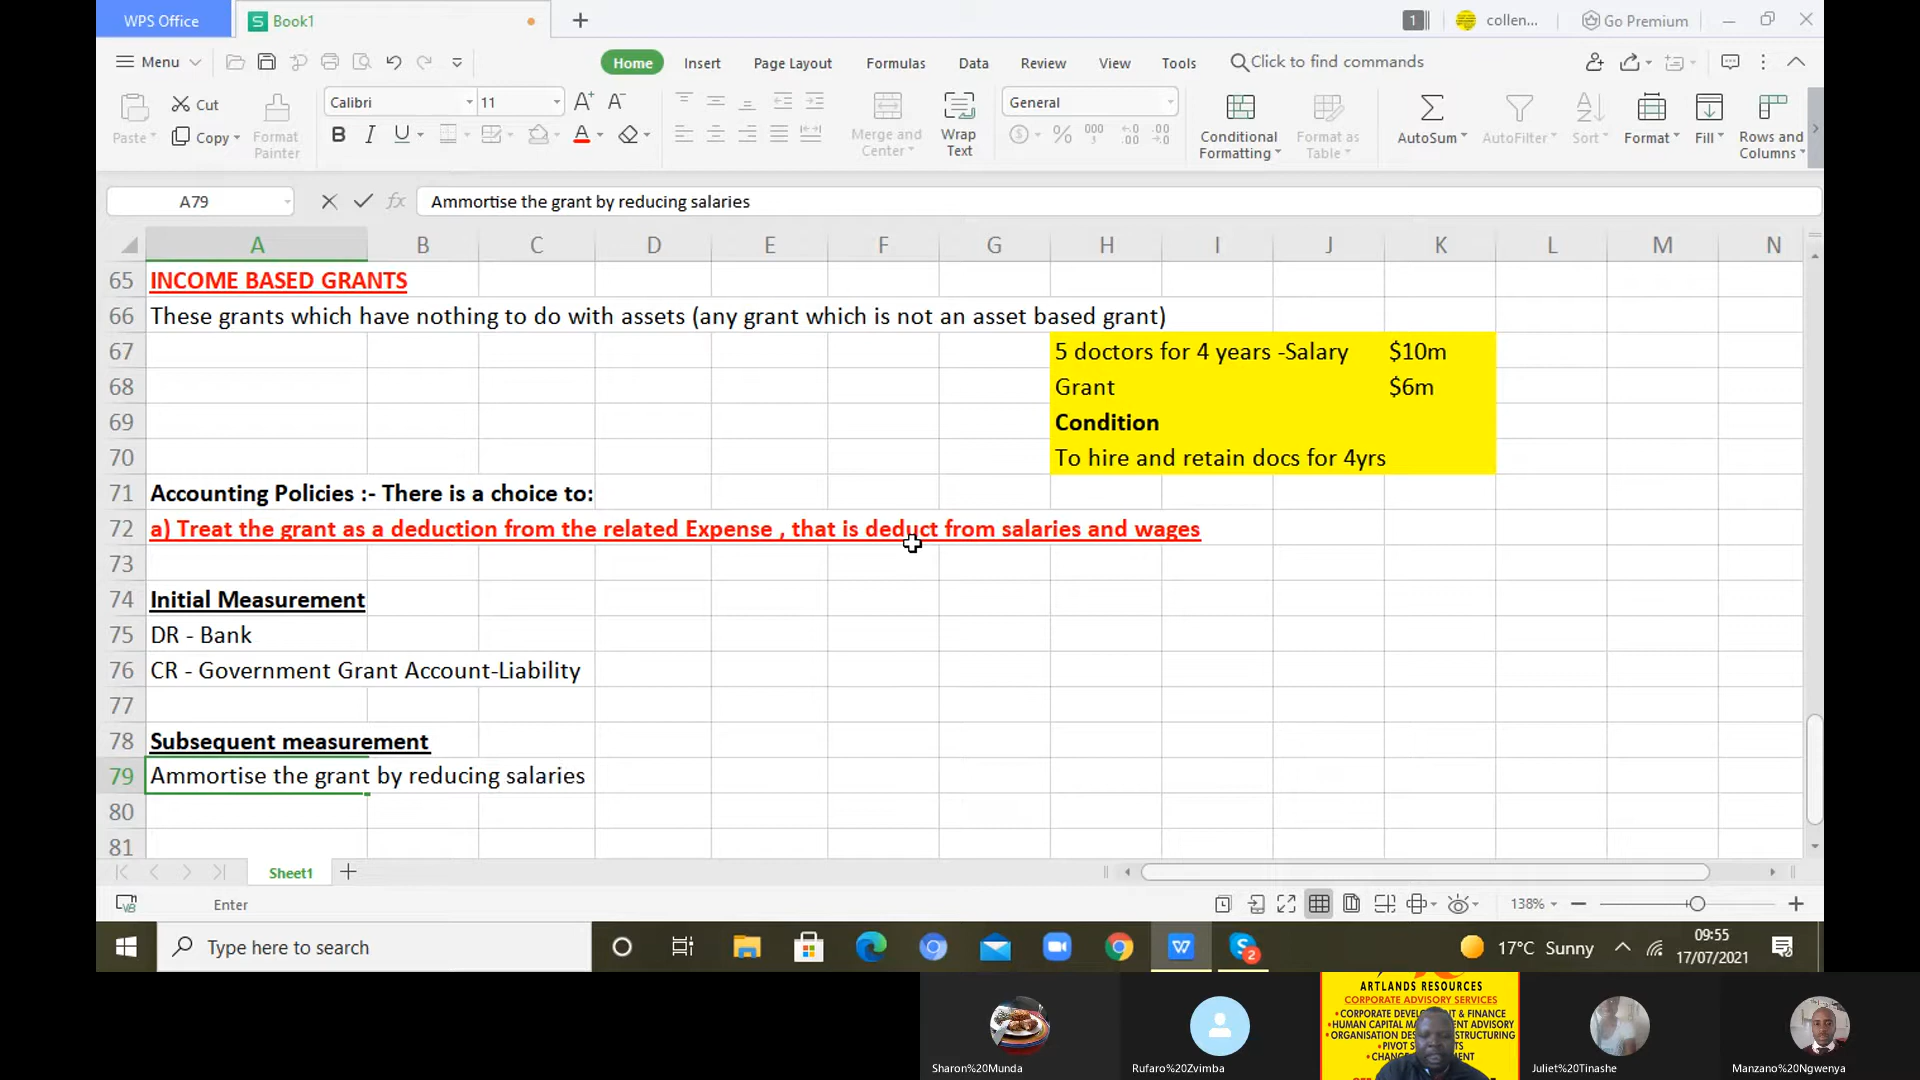 WPS Office
Book1
1
collen...
Go Premium
Menu
Home
Insert
Page Layout
Formulas
Data
Review
View
Tools
Click to find commands
Paste
Cut
Copy
Format Painter
Calibri
11
Merge and Center
Wrap Text
General
Conditional Formatting
Format as Table
AutoSum
AutoFilter
Sort
Format
Fill
Rows and Columns
A79
Ammortise the grant by reducing salaries
A B C D E F G H I J K L M N
65 INCOME BASED GRANTS
66 These grants which have nothing to do with assets (any grant which is not an asset based grant)
67 5 doctors for 4 years -Salary $10m
68 Grant $6m
69 Condition
70 To hire and retain docs for 4yrs
71 Accounting Policies :- There is a choice to:
72 a) Treat the grant as a deduction from the related Expense , that is deduct from salaries and wages
73
74 Initial Measurement
75 DR - Bank
76 CR - Government Grant Account-Liability
77
78 Subsequent measurement
79 Ammortise the grant by reducing salaries
80
81
Sheet1
Enter
138%
Type here to search
2
17°C Sunny
09:55
17/07/2021
ARTLANDS RESOURCES
CORPORATE ADVISORY SERVICES
Sharon%20Munda
Rufaro%20Zvimba
Juliet%20Tinashe
Manzano%20Ngwenya